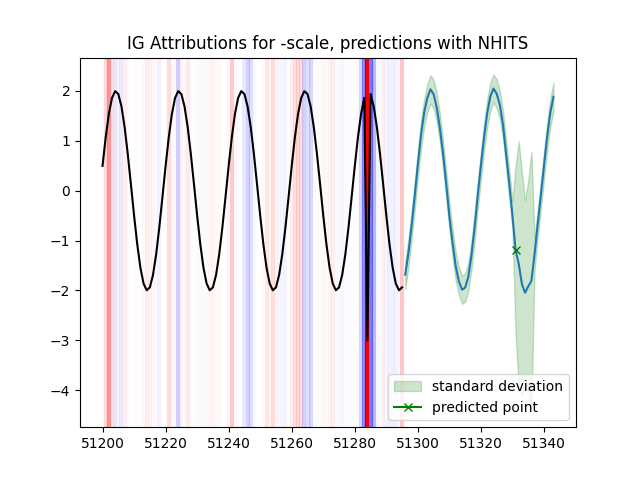 IG Attributions for -scale, predictions with NHITS
2
1
0
−1
−2
−3
−4
standard deviation
predicted point
51200 51220 51240 51260 51280 51300 51320 51340